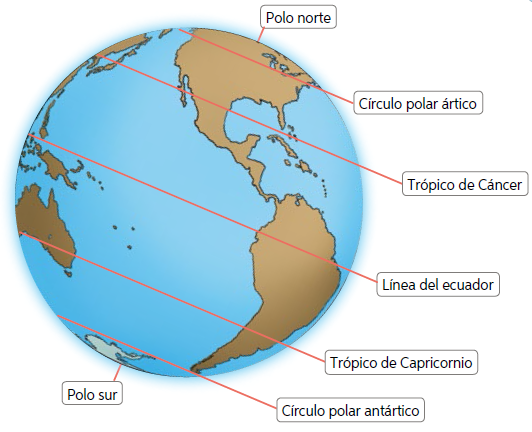 Polo norte
Círculo polar ártico
Trópico de Cáncer
Línea del ecuador
Trópico de Capricornio
Polo sur
Círculo polar antártico